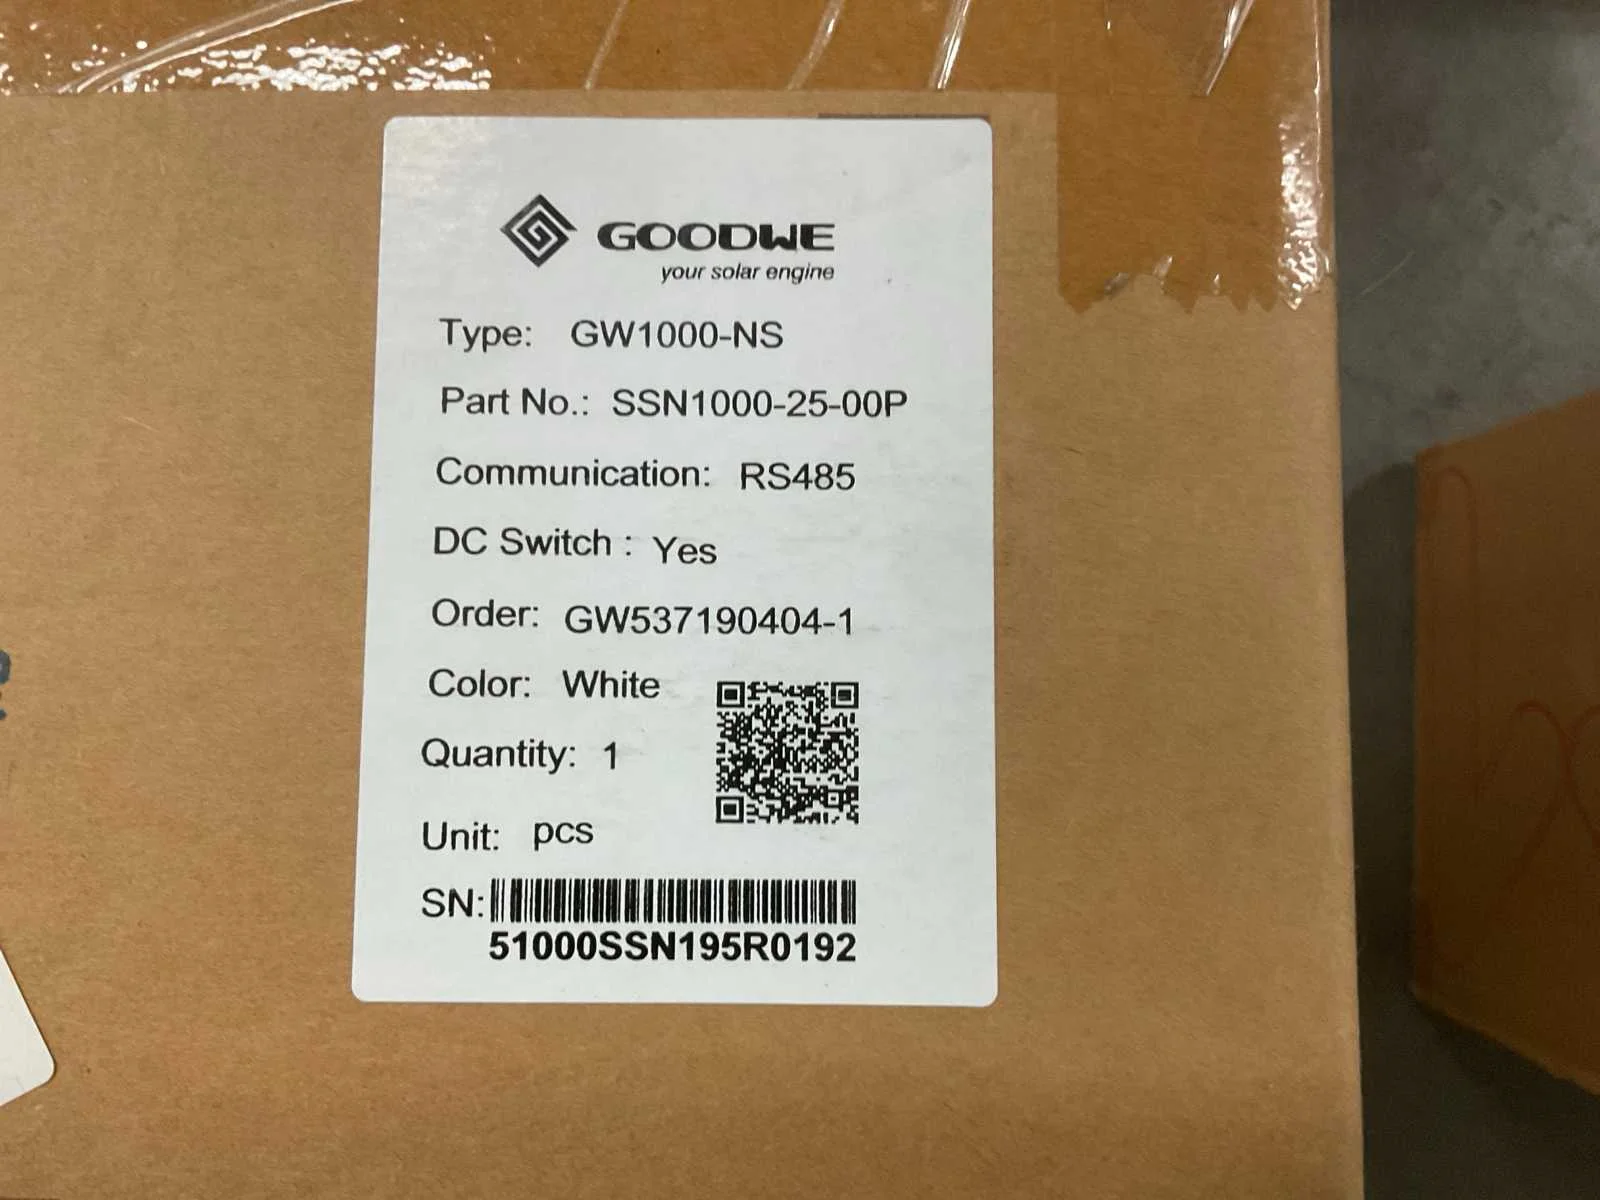 GOODWE
your solar engine
Type: GW1000-NS
Part No.: SSN1000-25-00P
Communication: RS485
DC Switch : Yes
Order: GW537190404-1
Color: White
Quantity: 1
Unit: pcs
SN:
51000SSN195R0192